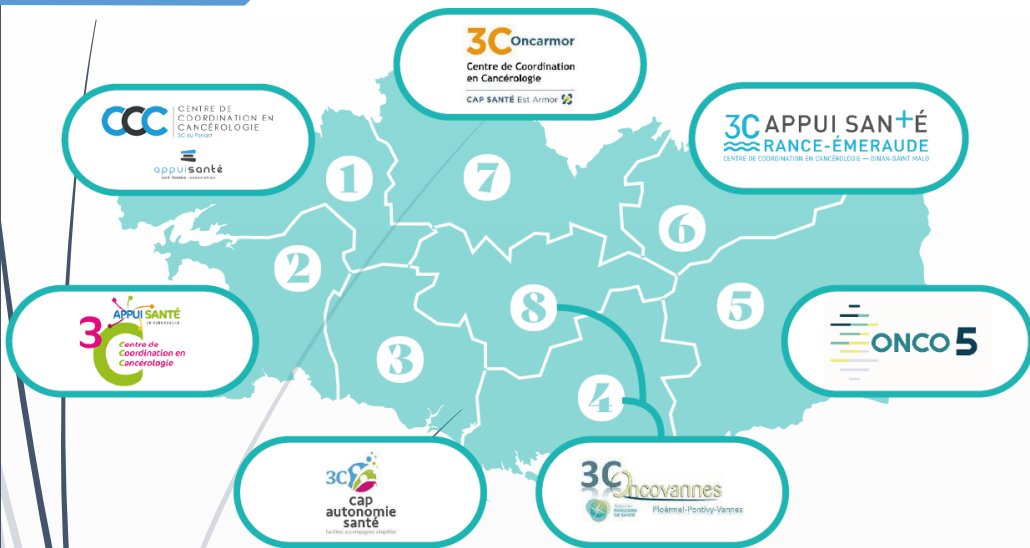 3C Oncarmor
Centre de Coordination
en Cancérologie
CAP SANTÉ Est Armor
CCC
CENTRE DE
COORDINATION EN
CANCÉROLOGIE
3C du Ponant
appuisanté
3C APPUI SANTÉ
RANCE-ÉMERAUDE
CENTRE DE COORDINATION EN CANCÉROLOGIE — DINAN-SAINT MALO
1
7
6
2
8
5
3
4
APPUI SANTÉ
EN CORNOUAILLE
3C
Centre de
Coordination en
Cancérologie
ONCO 5
3C
cap
autonomie
santé
3C Oncovannes
Ploërmel-Pontivy-Vannes